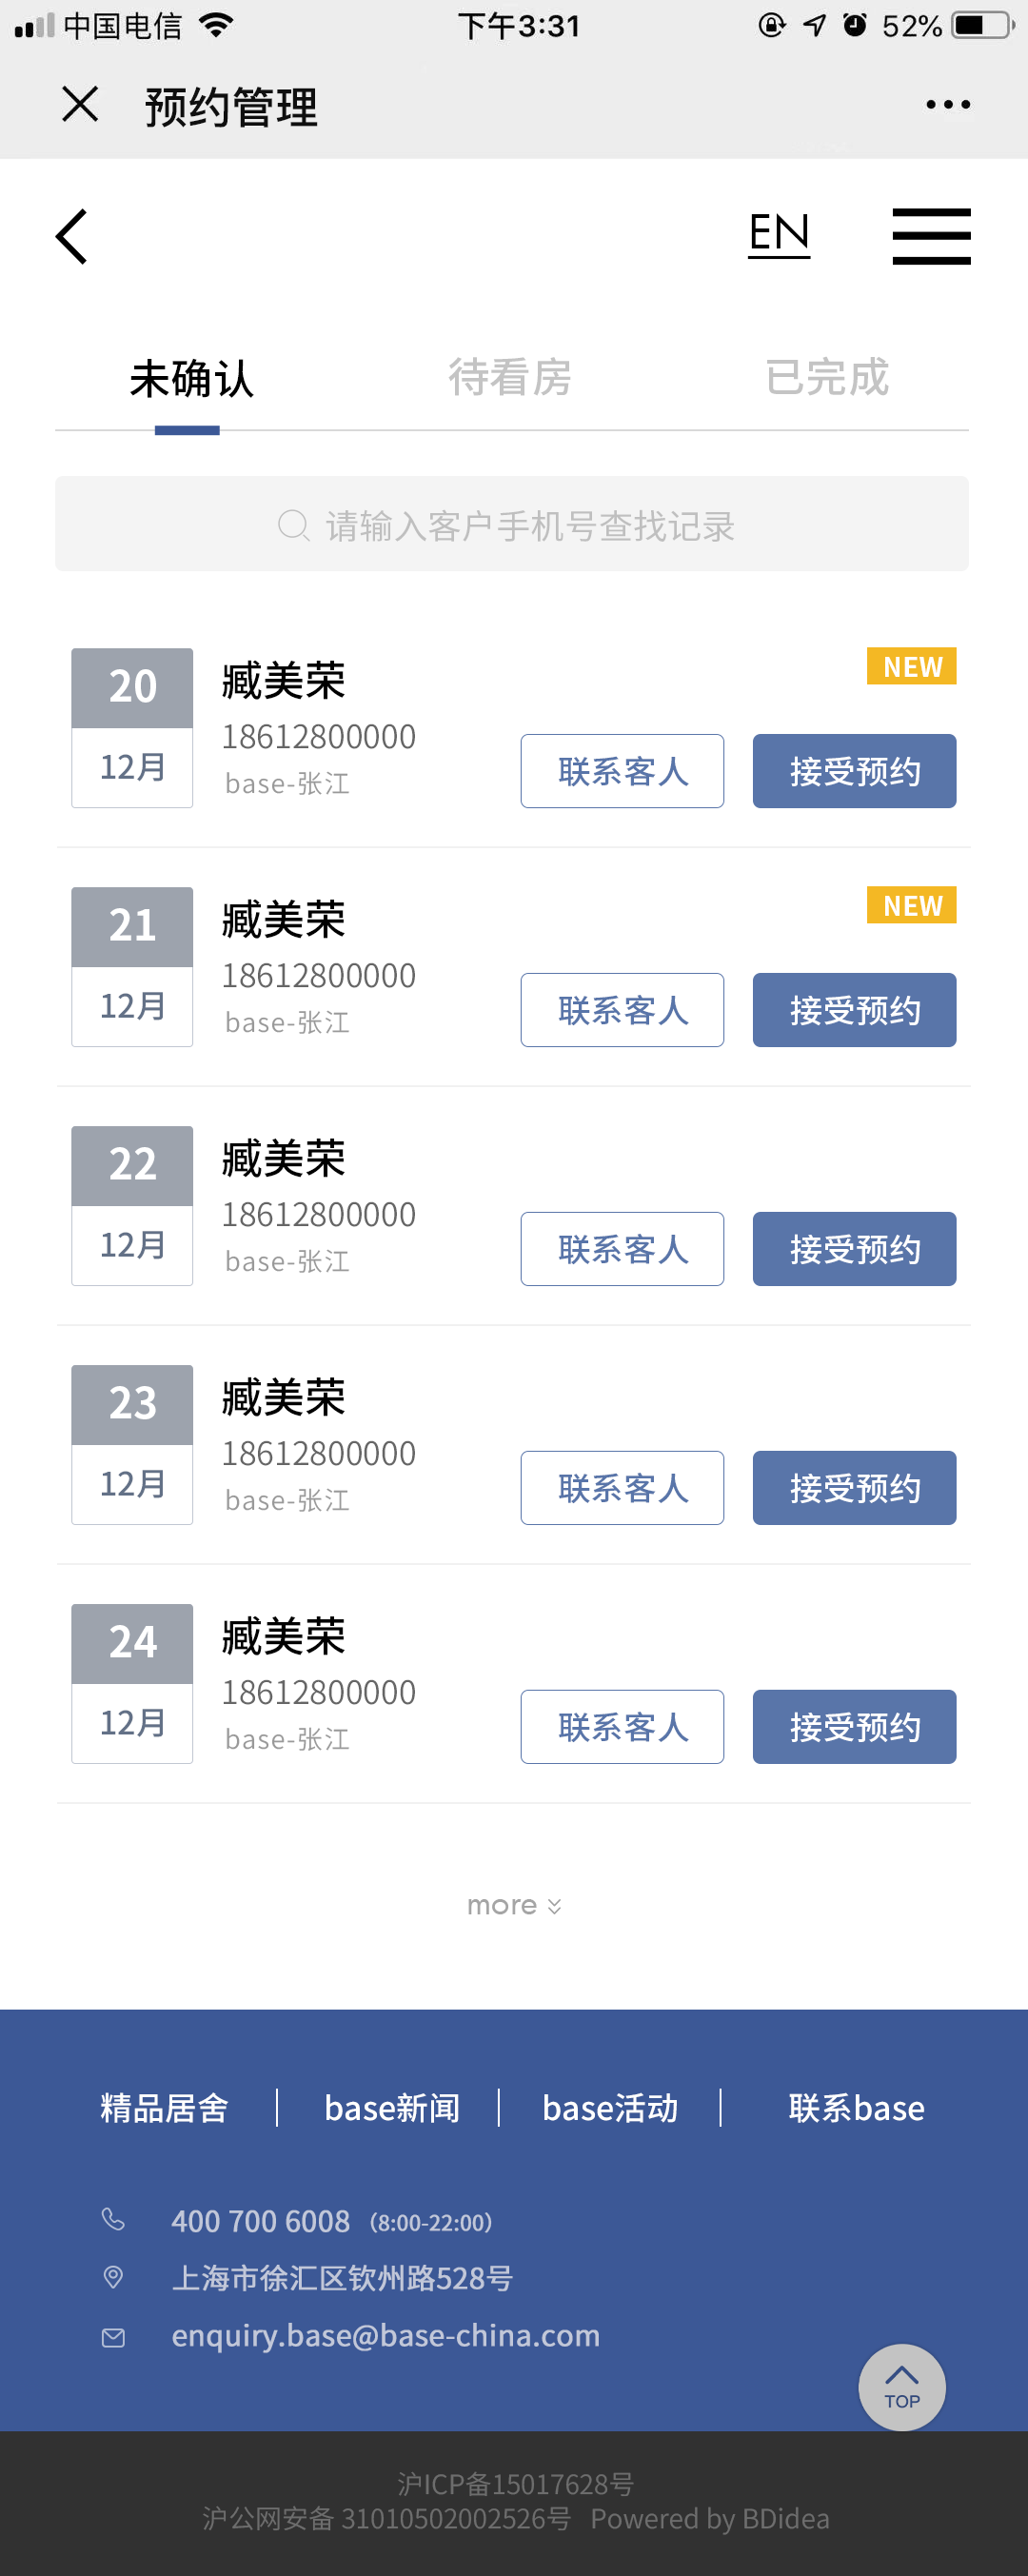 中国电信 下午3:31 52%
预约管理
EN
未确认 待看房 已完成
请输入客户手机号查找记录
20
12月
臧美荣
18612800000
base-张江
NEW
联系客人 接受预约
21
12月
臧美荣
18612800000
base-张江
NEW
联系客人 接受预约
22
12月
臧美荣
18612800000
base-张江
联系客人 接受预约
23
12月
臧美荣
18612800000
base-张江
联系客人 接受预约
24
12月
臧美荣
18612800000
base-张江
联系客人 接受预约
more
精品居舍 base新闻 base活动 联系base
400 700 6008 (8:00-22:00)
上海市徐汇区钦州路528号
enquiry.base@base-china.com
TOP
沪ICP备15017628号
沪公网安备 31010502002526号 Powered by BDidea